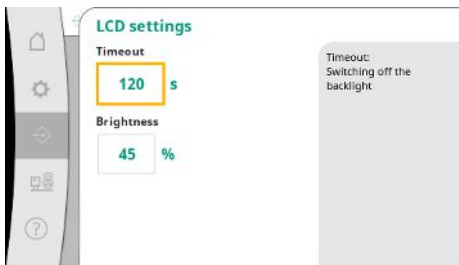 LCD settings
Timeout
120 s
Brightness
45 %
Timeout:
Switching off the
backlight
?